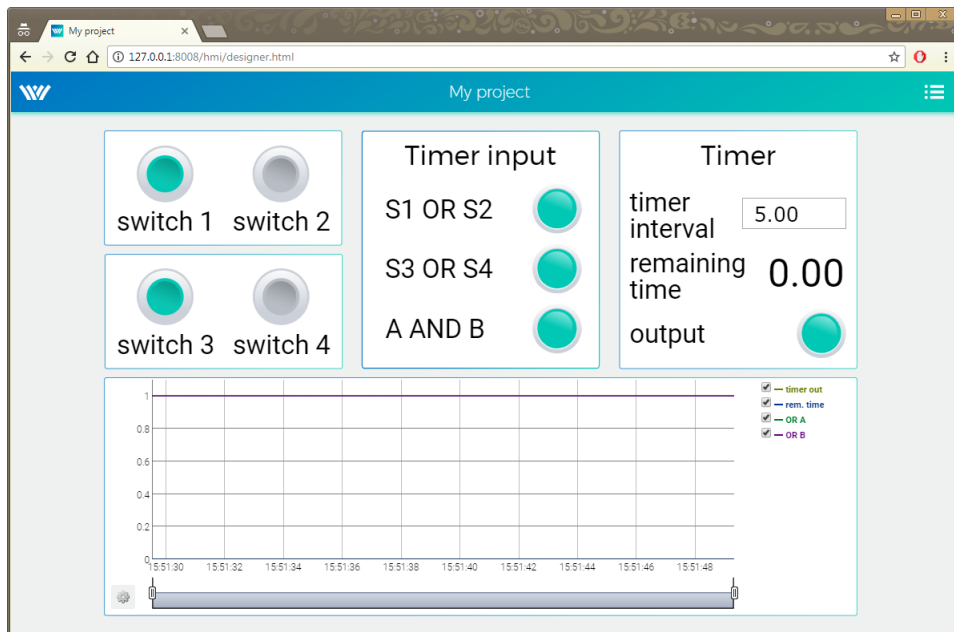 My project
127.0.0.1:8008/hmi/designer.html
My project
switch 1 switch 2
switch 3 switch 4
Timer input
S1 OR S2
S3 OR S4
A AND B
Timer
timer
interval
5.00
remaining
time
0.00
output
1
0.8
0.6
0.4
0.2
0
15:51:30 15:51:32 15:51:34 15:51:36 15:51:38 15:51:40 15:51:42 15:51:44 15:51:46 15:51:48
timer out
rem. time
OR A
OR B